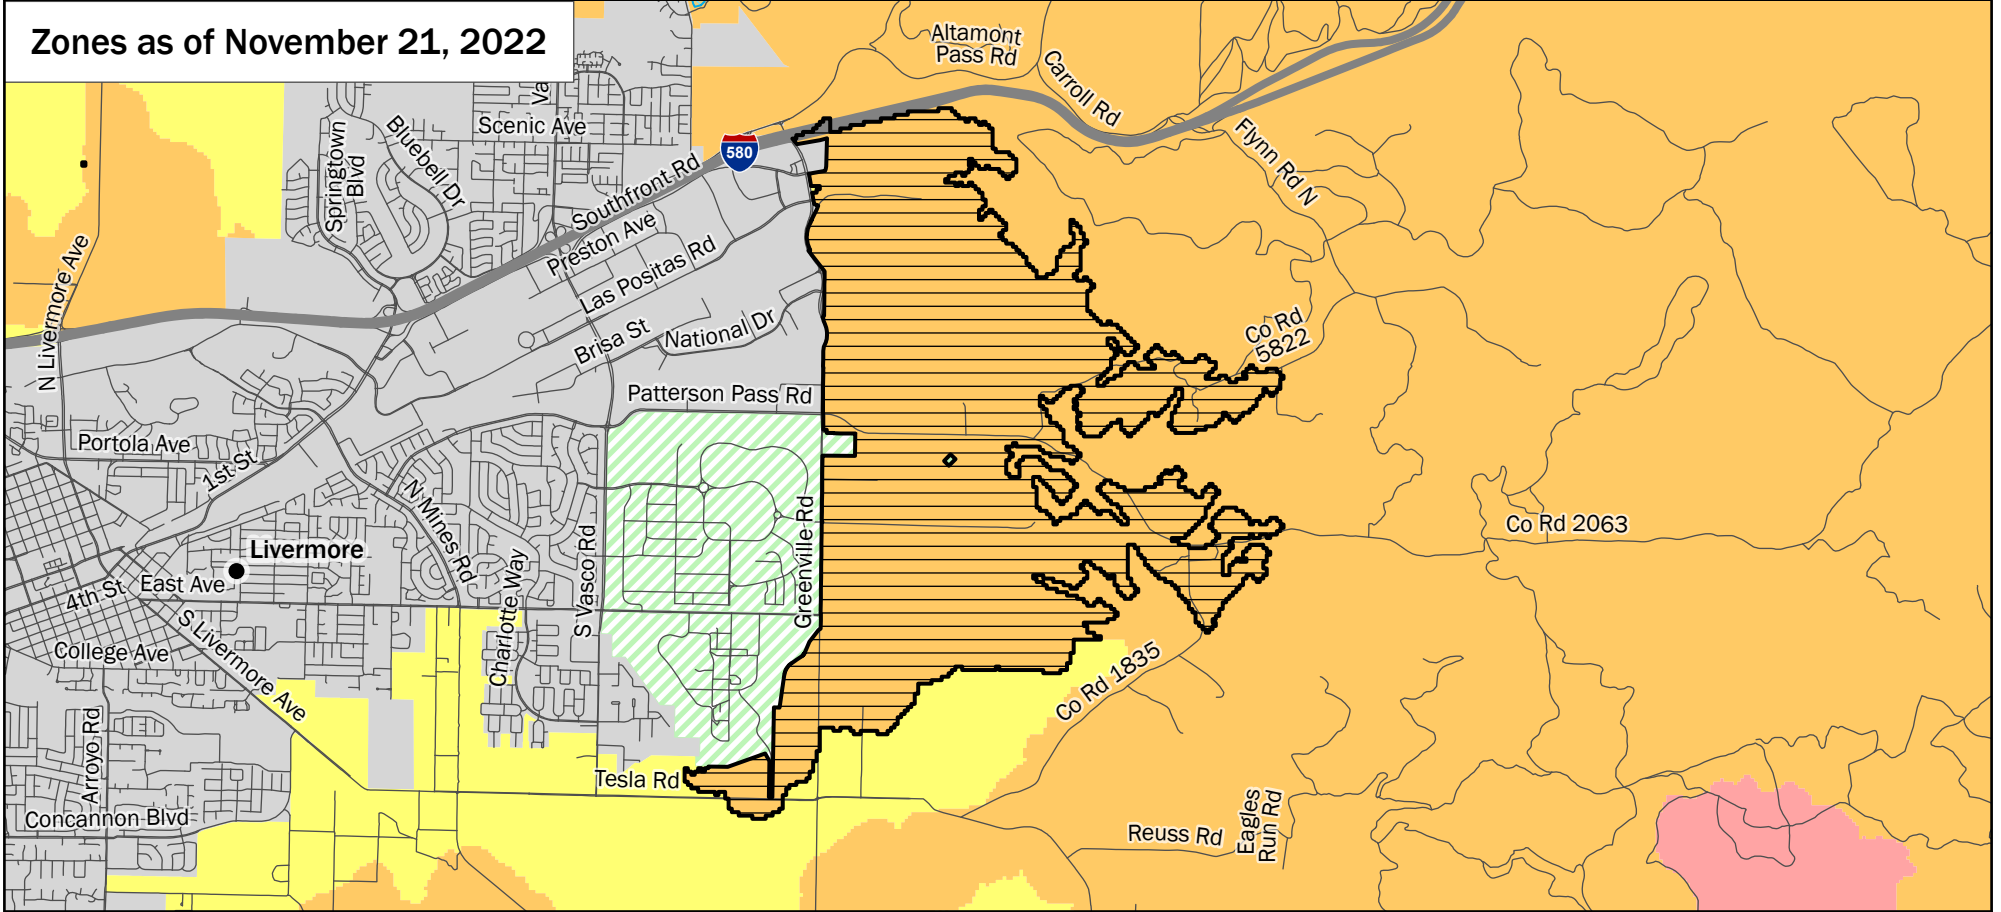 Zones as of November 21, 2022
Altamont
Pass Rd
Carroll Rd
Va
Scenic Ave
Bluebell Dr
Springtown
Blvd
580
Southfront Rd
Flynn Rd N
Preston Ave
N Livermore Ave
Las Positas Rd
Co Rd
5822
National Dr
Brisa St
Patterson Pass Rd
Portola Ave
1st St
N Mines Rd
Greenville Rd
Co Rd 2063
Livermore
S Vasco Rd
Charlotte Way
East Ave
4th St
S Livermore Ave
College Ave
Co Rd 1835
Arroyo Rd
Tesla Rd
Concannon Blvd
Reuss Rd
Eagles
Run Rd